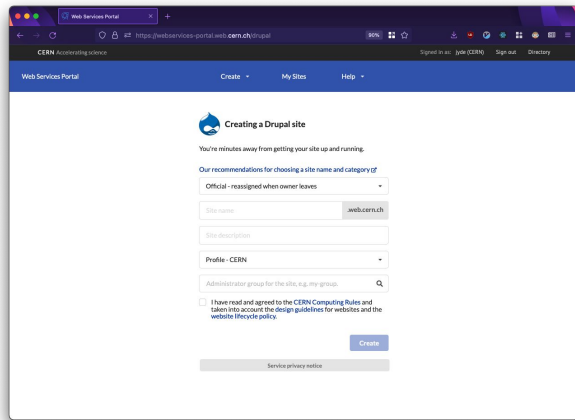 Web Services Portal
https://webservices-portal.web.cern.ch/drupal
90%
CERN Accelerating science
Signed in as: jyde (CERN) Sign out Directory
Web Services Portal Create My Sites Help
Creating a Drupal site
You're minutes away from getting your site up and running.
Our recommendations for choosing a site name and category
Official - reassigned when owner leaves
Site name .web.cern.ch
Site description
Profile - CERN
Administrator group for the site, e.g. my-group.
I have read and agreed to the CERN Computing Rules and
taken into account the design guidelines for websites and the
website lifecycle policy.
Create
Service privacy notice